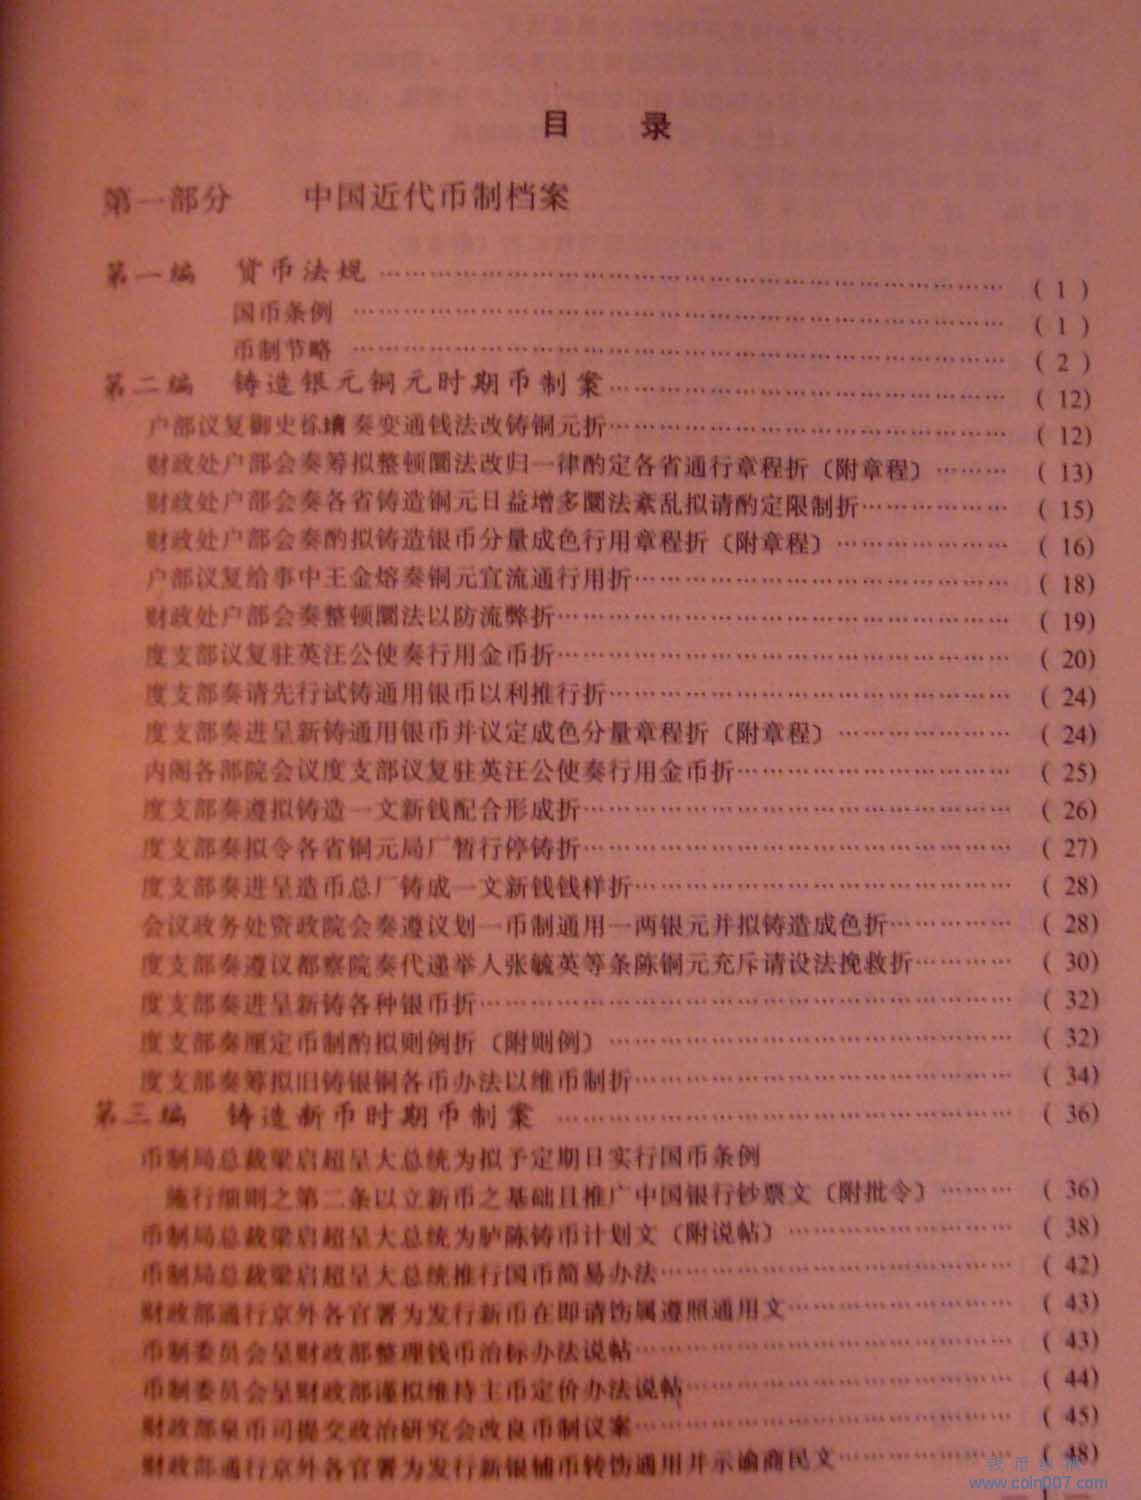 目 录
第一部分 中国近代币制档案
第一编 货币法规 ……………………………………………… ( 1 )
国币条例 ……………………………………………… ( 1 )
币制节略 ……………………………………………… ( 2 )
第二编 铸造银元铜元时期币制案 ……………………………… ( 12)
户部议复御史徐堉奏变通钱法改铸铜元折 ……………………………… ( 12)
财政处户部会奏筹拟整顿圜法改归一律酌定各省通行章程折〔附章程〕 ……… ( 13)
财政处户部会奏各省铸造铜元日益增多圜法紊乱拟请酌定限制折 ……………… ( 15)
财政处户部会奏酌拟铸造银币分量成色行用章程折〔附章程〕 ……………… ( 16)
户部议复给事中王金熔奏铜元宜流通行用折 ……………………………… ( 18)
财政处户部会奏整顿圜法以防流弊折 ……………………………………… ( 19)
度支部议复驻英汪公使奏行用金币折 ……………………………………… ( 20)
度支部奏请先行试铸通用银币以利推行折 ……………………………… ( 24)
度支部奏进呈新铸通用银币并议定成色分量章程折〔附章程〕 ……………… ( 24)
内阁各部院会议度支部议复驻英汪公使奏行用金币折 ……………………… ( 25)
度支部奏遵拟铸造一文新钱配合形成折 ………………………………… ( 26)
度支部奏拟令各省铜元局厂暂行停铸折 ………………………………… ( 27)
度支部奏进呈造币总厂铸成一文新钱钱样折 ……………………………… ( 28)
会议政务处资政院会奏遵议划一币制通用一两银元并拟铸造成色折 ………… ( 28)
度支部奏遵议都察院奏代递举人张毓英等条陈铜元充斥请设法挽救折 ……… ( 30)
度支部奏进呈新铸各种银币折 ……………………………………………… ( 32)
度支部奏厘定币制酌拟则例折〔附则例〕 ………………………………… ( 32)
度支部奏筹拟旧铸银铜各币办法以维币制折 ……………………………… ( 34)
第三编 铸造新币时期币制案 ……………………………………… ( 36)
币制局总裁梁启超呈大总统为拟予定期日实行国币条例
施行细则之第二条以立新币之基础且推广中国银行钞票文〔附批令〕 ……… ( 36)
币制局总裁梁启超呈大总统为胪陈铸币计划文〔附说帖〕 ………………… ( 38)
币制局总裁梁启超呈大总统推行国币简易办法 ……………………………… ( 42)
财政部通行京外各官署为发行新币在即请饬属遵照通用文 ………………… ( 43)
币制委员会呈财政部整理钱币治标办法说帖 ……………………………… ( 43)
币制委员会呈财政部谨拟维持主币定价办法说帖 …………………………… ( 44)
财政部泉币司提交政治研究会改良币制议案 ……………………………… ( 45)
财政部通行京外各官署为发行新银辅币转饬通用并示谕商民文 …………… ( 48)
钱币纵横
www.coin007.com
— 1 —